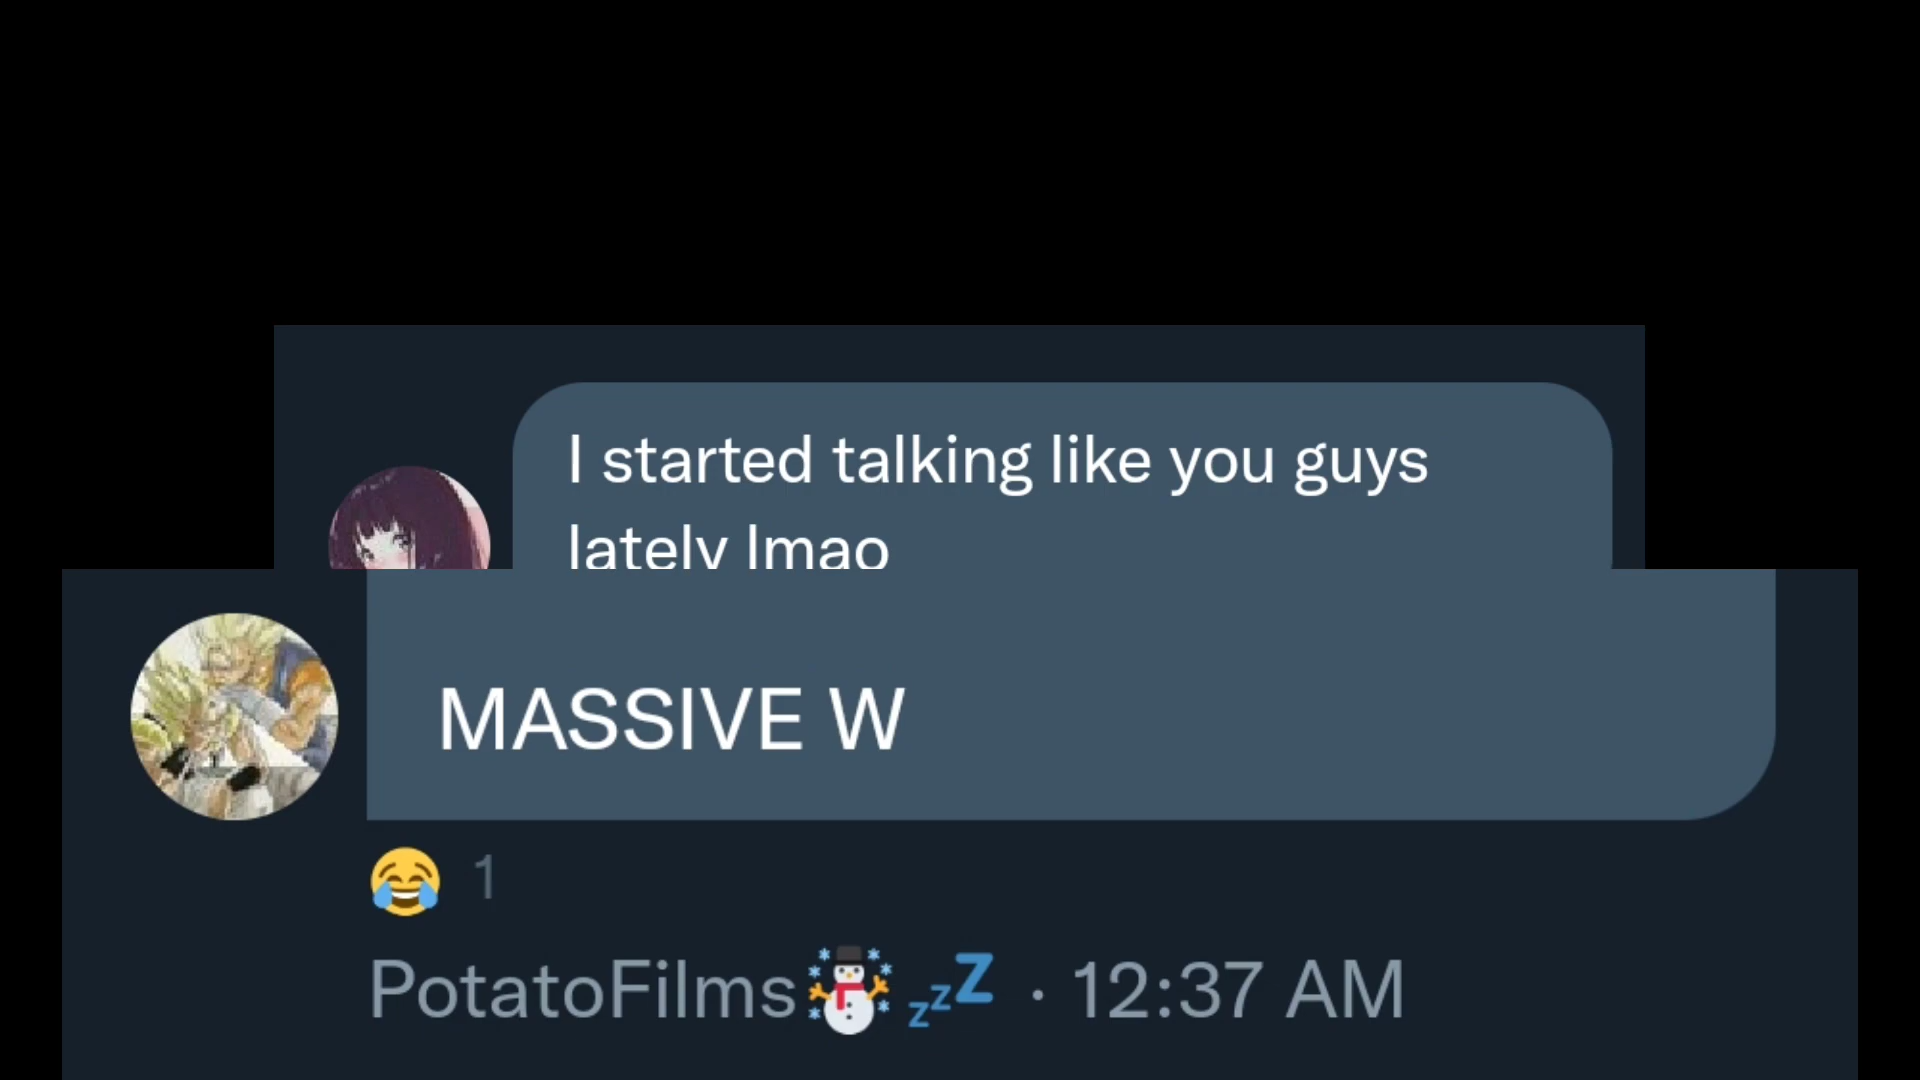 I started talking like you guys
lately lmao
MASSIVE W
😂 1
PotatoFilms☃️💤 · 12:37 AM